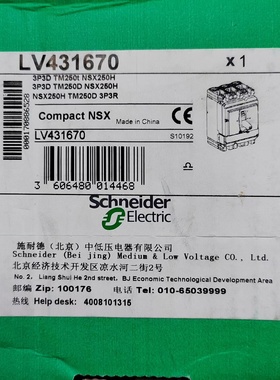 LV431670 x 1
3P3D TM250t NSX250H
3P3D TM250D NSX250H
NSX250H TM250D 3P3R
Compact NSX
Made in China
LV431670
S10192
3 606480 014468
Schneider
Electric
施耐德（北京）中低压电器有限公司
Schneider (Bei jing) Medium & Low Voltage CO., Ltd.
北京经济技术开发区凉水河二街2号
No. 2, Liang Shui He 2nd street, BJ Economic Technological Development Area
邮编 Zip: 100176 电话 Tel: 010-65039999
热线 Help desk: 4008101315